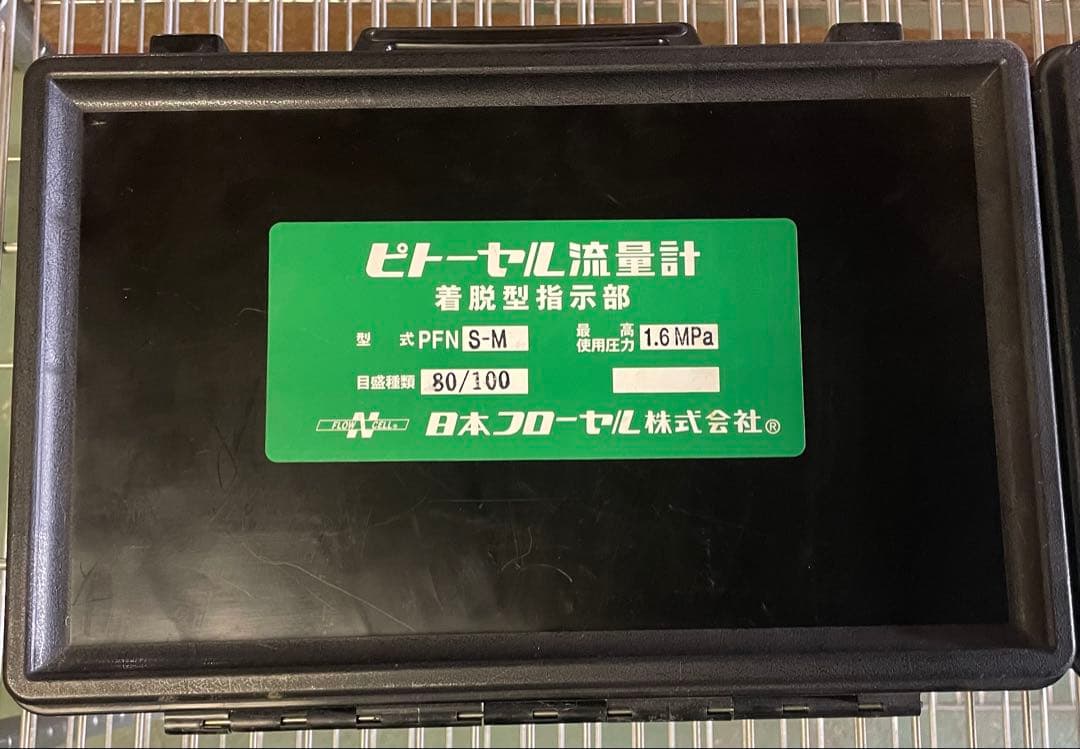 ピトーセル流量計
着脱型指示部
型式 PFN S-M
最高使用圧力 1.6 MPa
目盛種類 80/100
FLOW N CELL® 日本フローセル株式会社®